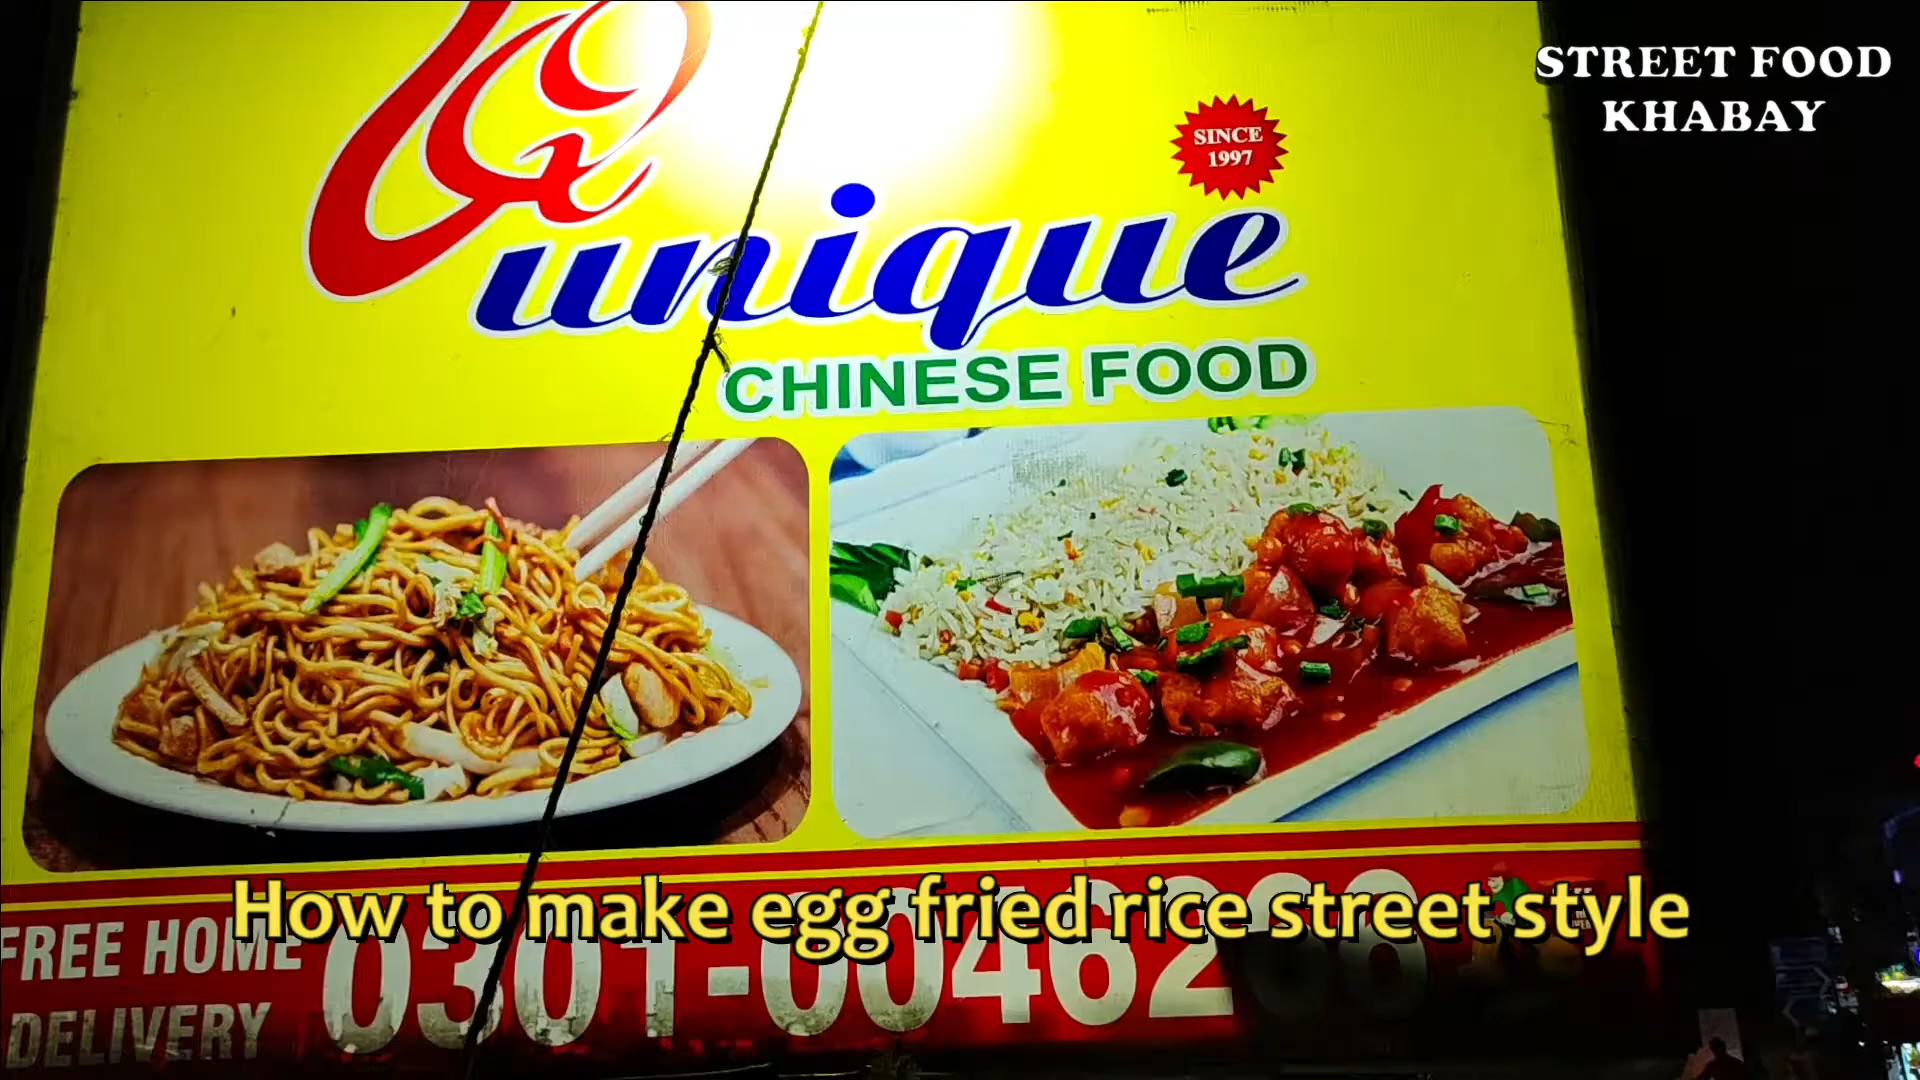 STREET FOOD
KHABAY
SINCE
1997
unique
CHINESE FOOD
How to make egg fried rice street style
FREE HOME
DELIVERY